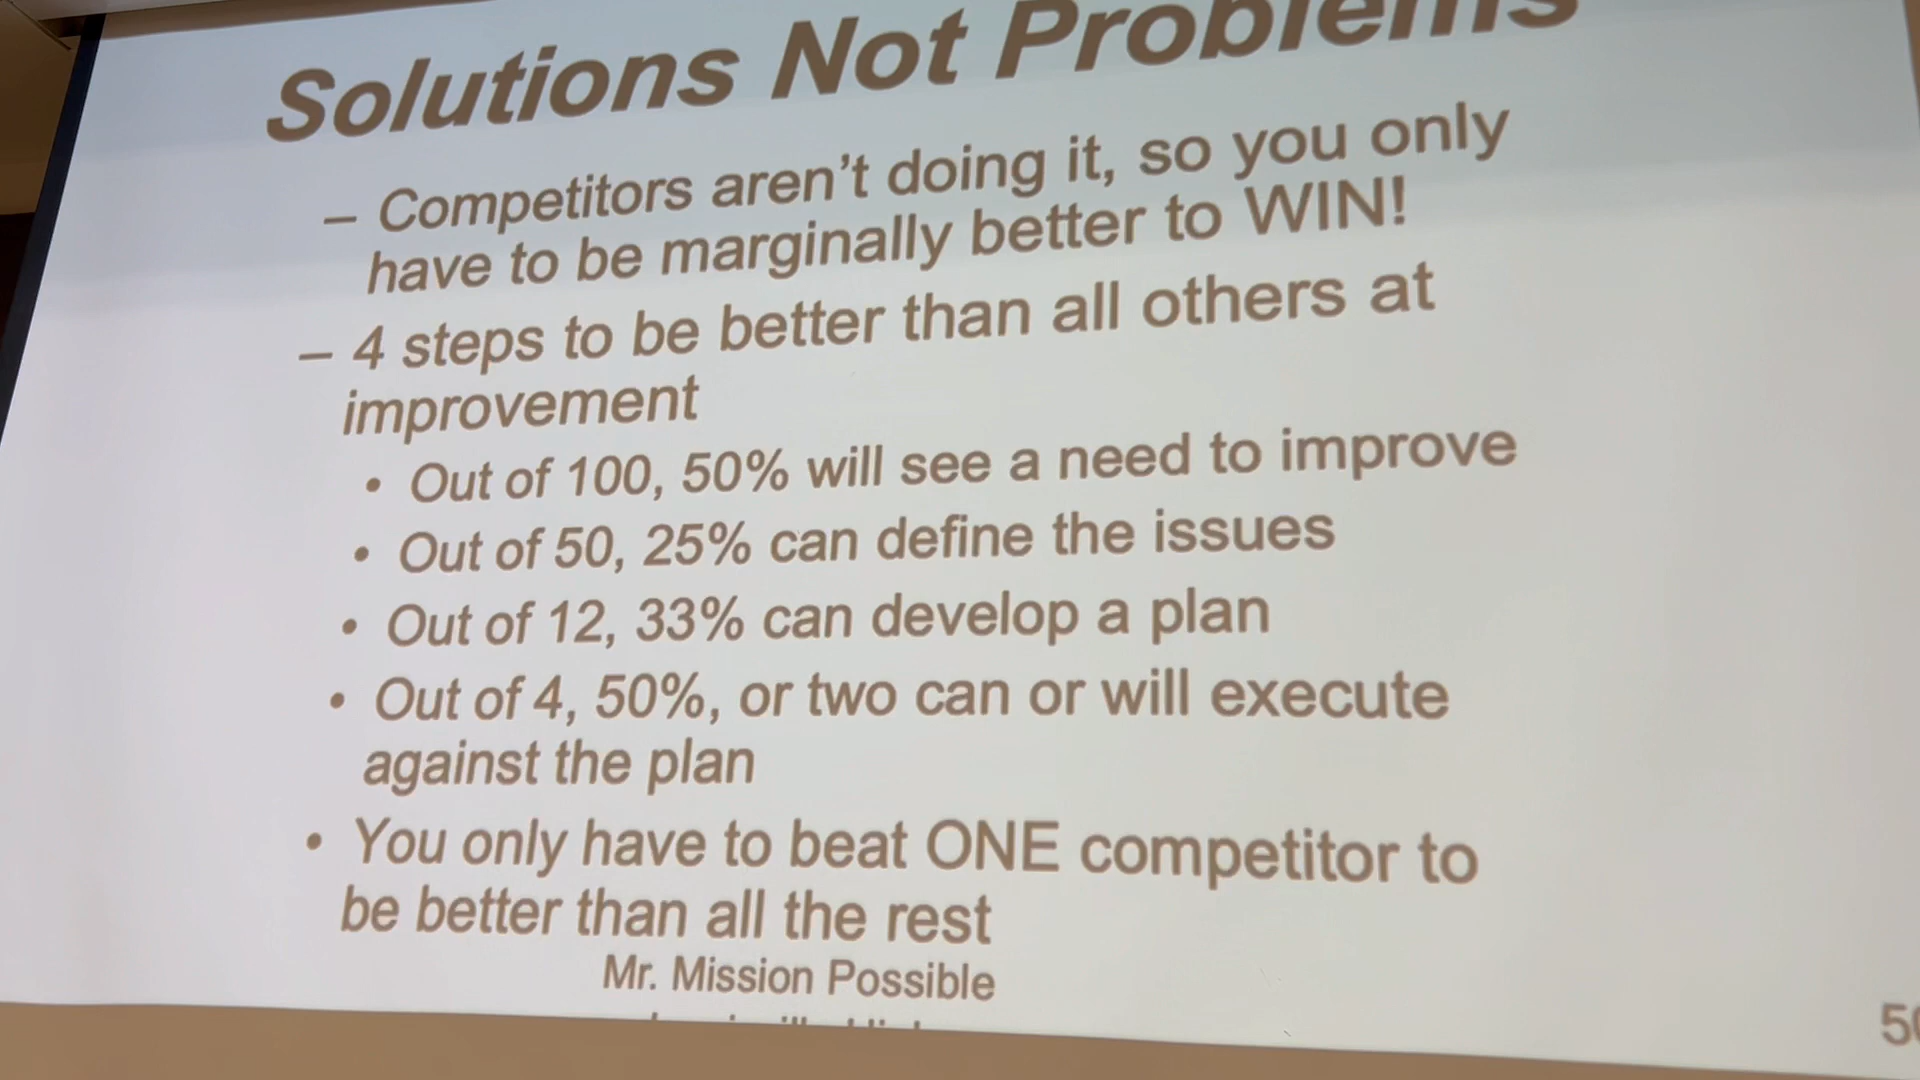 Solutions Not Problems
– Competitors aren't doing it, so you only
have to be marginally better to WIN!
– 4 steps to be better than all others at
improvement
• Out of 100, 50% will see a need to improve
• Out of 50, 25% can define the issues
• Out of 12, 33% can develop a plan
• Out of 4, 50%, or two can or will execute
against the plan
• You only have to beat ONE competitor to
be better than all the rest
Mr. Mission Possible